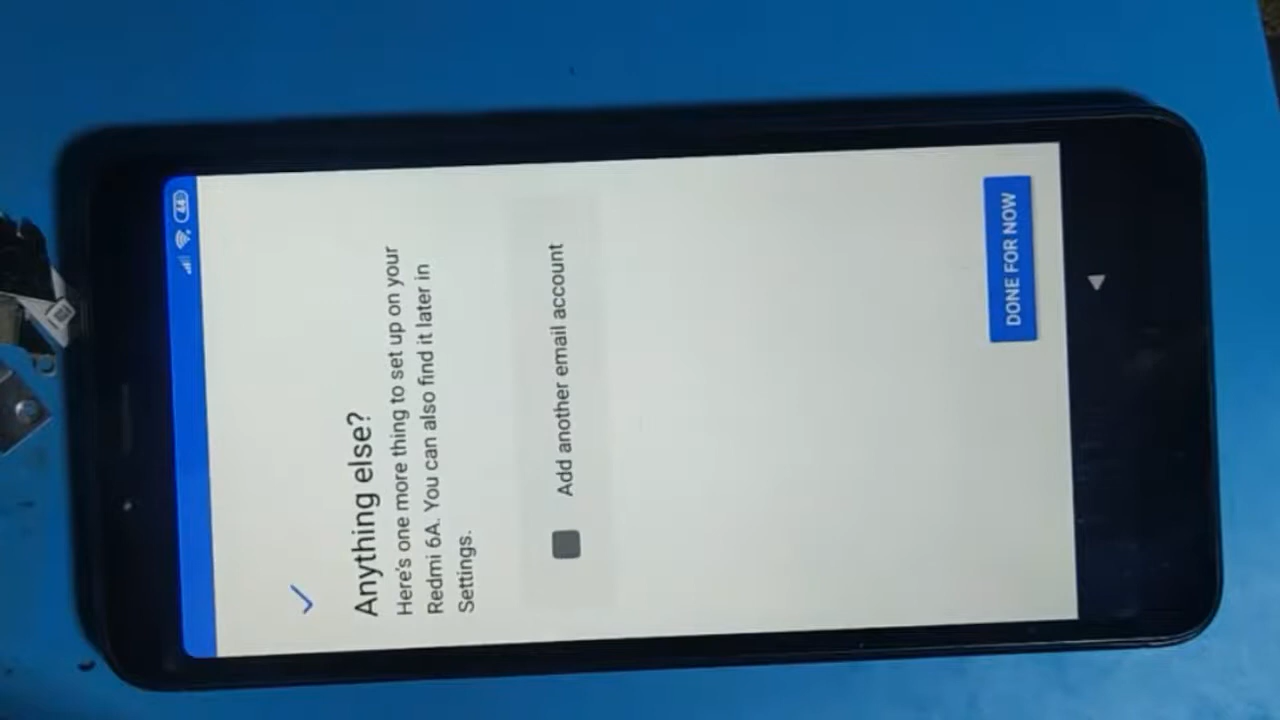 44
Anything else?
Here's one more thing to set up on your
Redmi 6A. You can also find it later in
Settings.
Add another email account
DONE FOR NOW